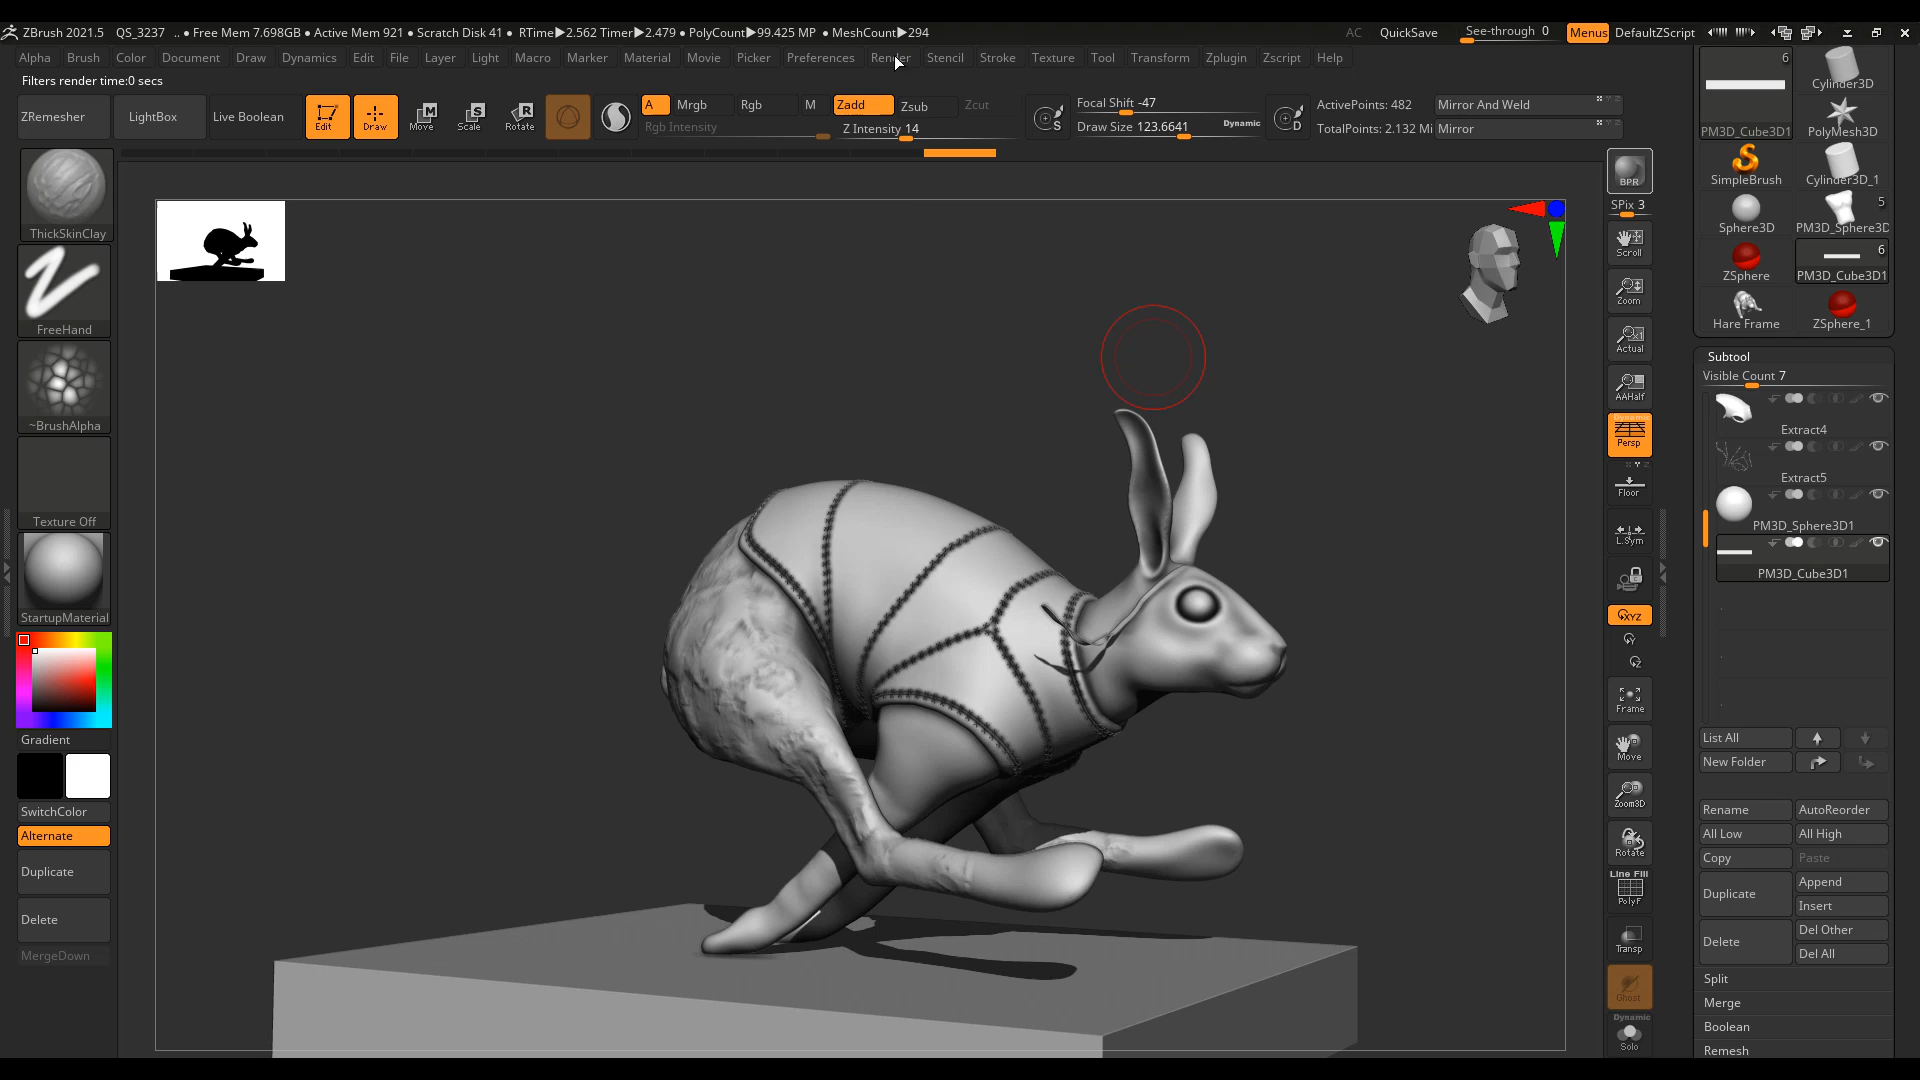 ZBrush 2021.5 QS_3237 .. • Free Mem 7.698GB • Active Mem 921 • Scratch Disk 41 • RTime▶2.562 Timer▶2.479 • PolyCount▶99.425 MP • MeshCount▶294 AC QuickSave See-through 0 Menus DefaultZScript
Alpha Brush Color Document Draw Dynamics Edit File Layer Light Macro Marker Material Movie Picker Preferences Render Stencil Stroke Texture Tool Transform Zplugin Zscript Help
Filters render time:0 secs
ZRemesher LightBox Live Boolean Edit Draw Move Scale Rotate
A Mrgb Rgb M Zadd Zsub Zcut
Rgb Intensity Z Intensity 14
S Focal Shift -47
Draw Size 123.6641 Dynamic
D ActivePoints: 482 Mirror And Weld
TotalPoints: 2.132 Mi Mirror
ThickSkinClay
FreeHand
~BrushAlpha
Texture Off
StartupMaterial
Gradient
SwitchColor
Alternate
Duplicate
Delete
MergeDown
BPR
SPix 3
Scroll
Zoom
Actual
AAHalf
Dynamic
Persp
Floor
L.Sym
XYZ
Y
Z
Frame
Move
Zoom3D
Rotate
Line Fill
PolyF
Transp
Ghost
Dynamic
Solo
6
PM3D_Cube3D1 Cylinder3D
PolyMesh3D
SimpleBrush Cylinder3D_1
5
Sphere3D PM3D_Sphere3D
6
ZSphere PM3D_Cube3D1
Hare Frame ZSphere_1
Subtool
Visible Count 7
Extract4
Extract5
PM3D_Sphere3D1
PM3D_Cube3D1
List All
New Folder
Rename AutoReorder
All Low All High
Copy Paste
Duplicate Append
Insert
Delete Del Other
Del All
Split
Merge
Boolean
Remesh